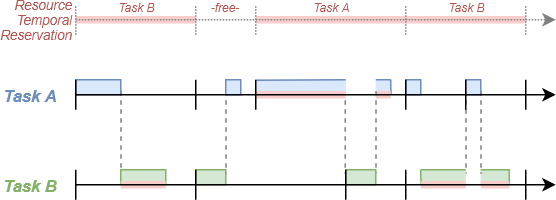 Resource
Temporal
Reservation
Task B
-free-
Task A
Task B
Task A
Task B